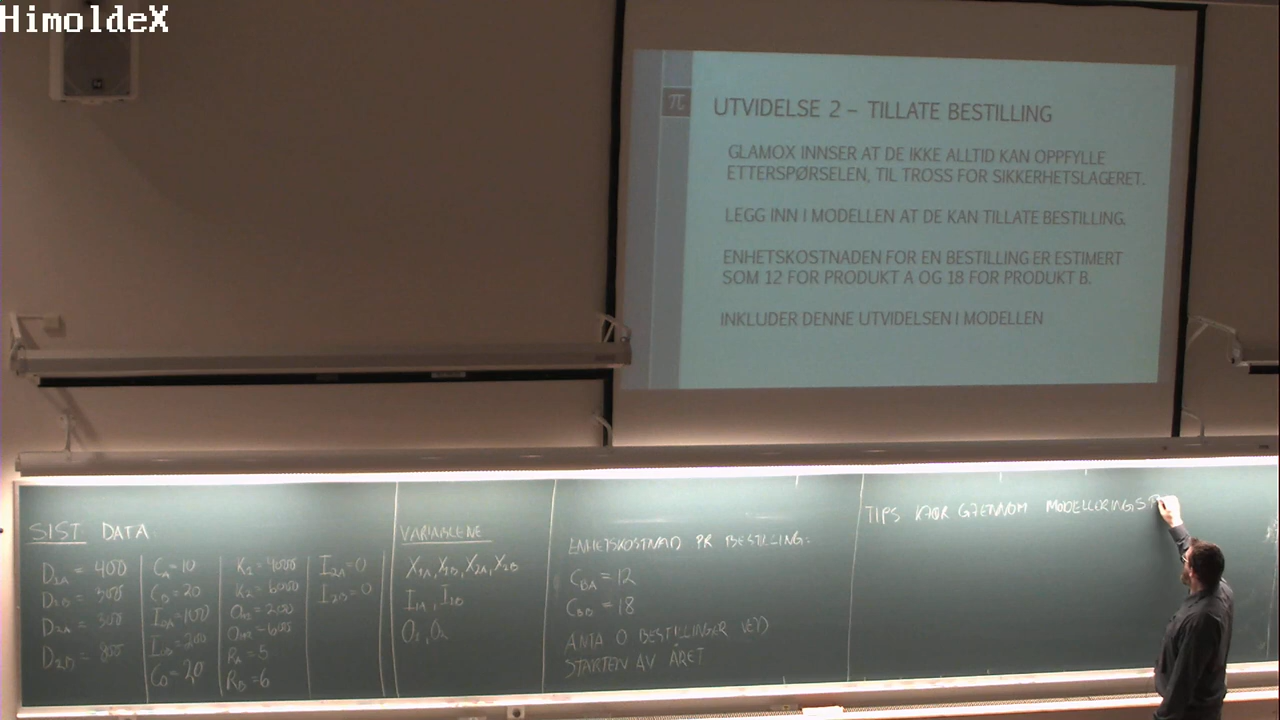 HimoldeX
π
UTVIDELSE 2 – TILLATE BESTILLING
GLAMOX INNSER AT DE IKKE ALLTID KAN OPPFYLLE
ETTERSPØRSELEN, TIL TROSS FOR SIKKERHETSLAGERET.
LEGG INN I MODELLEN AT DE KAN TILLATE BESTILLING.
ENHETSKOSTNADEN FOR EN BESTILLING ER ESTIMERT
SOM 12 FOR PRODUKT A OG 18 FOR PRODUKT B.
INKLUDER DENNE UTVIDELSEN I MODELLEN
SIST DATA
D1A = 400
D1B = 300
D2A = 300
D2B = 800
CA = 10
CB = 20
I0A = 100
I0B = 200
CO = 20
K1 = 4000
K2 = 6000
RA = 5
RB = 6
I2A = 0
I2B = 0
VARIABLENE
X1A, X1B, X2A, X2B
I1A, I1B
O1, O2
ENHETSKOSTNAD PR BESTILLING:
CBA = 12
CBB = 18
ANTA 0 BESTILLINGER VED
STARTEN AV ÅRET
TIPS KJØR GJENNOM